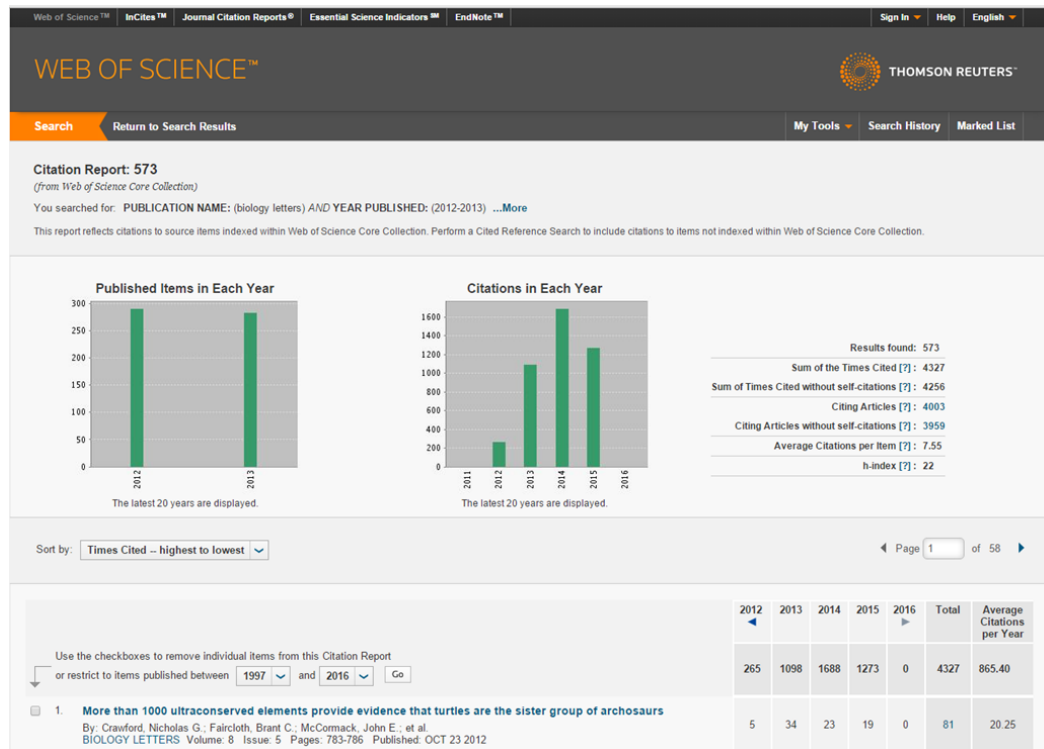 Web of Science™ InCites™ Journal Citation Reports® Essential Science Indicators℠ EndNote™ Sign In Help English
WEB OF SCIENCE™
THOMSON REUTERS™
Search Return to Search Results My Tools Search History Marked List
Citation Report: 573
(from Web of Science Core Collection)
You searched for: PUBLICATION NAME: (biology letters) AND YEAR PUBLISHED: (2012-2013) ...More
This report reflects citations to source items indexed within Web of Science Core Collection. Perform a Cited Reference Search to include citations to items not indexed within Web of Science Core Collection.
Published Items in Each Year
300
250
200
150
100
50
0
2012 2013
The latest 20 years are displayed.
Citations in Each Year
1600
1400
1200
1000
800
600
400
200
0
2011 2012 2013 2014 2015 2016
The latest 20 years are displayed.
Results found: 573
Sum of the Times Cited [?] : 4327
Sum of Times Cited without self-citations [?] : 4256
Citing Articles [?] : 4003
Citing Articles without self-citations [?] : 3959
Average Citations per Item [?] : 7.55
h-index [?] : 22
Sort by: Times Cited -- highest to lowest
Page 1 of 58
2012 2013 2014 2015 2016 Total Average
Citations
per Year
Use the checkboxes to remove individual items from this Citation Report
or restrict to items published between 1997 and 2016 Go
265 1098 1688 1273 0 4327 865.40
1. More than 1000 ultraconserved elements provide evidence that turtles are the sister group of archosaurs
By: Crawford, Nicholas G.; Faircloth, Brant C.; McCormack, John E.; et al.
BIOLOGY LETTERS Volume: 8 Issue: 5 Pages: 783-786 Published: OCT 23 2012
5 34 23 19 0 81 20.25